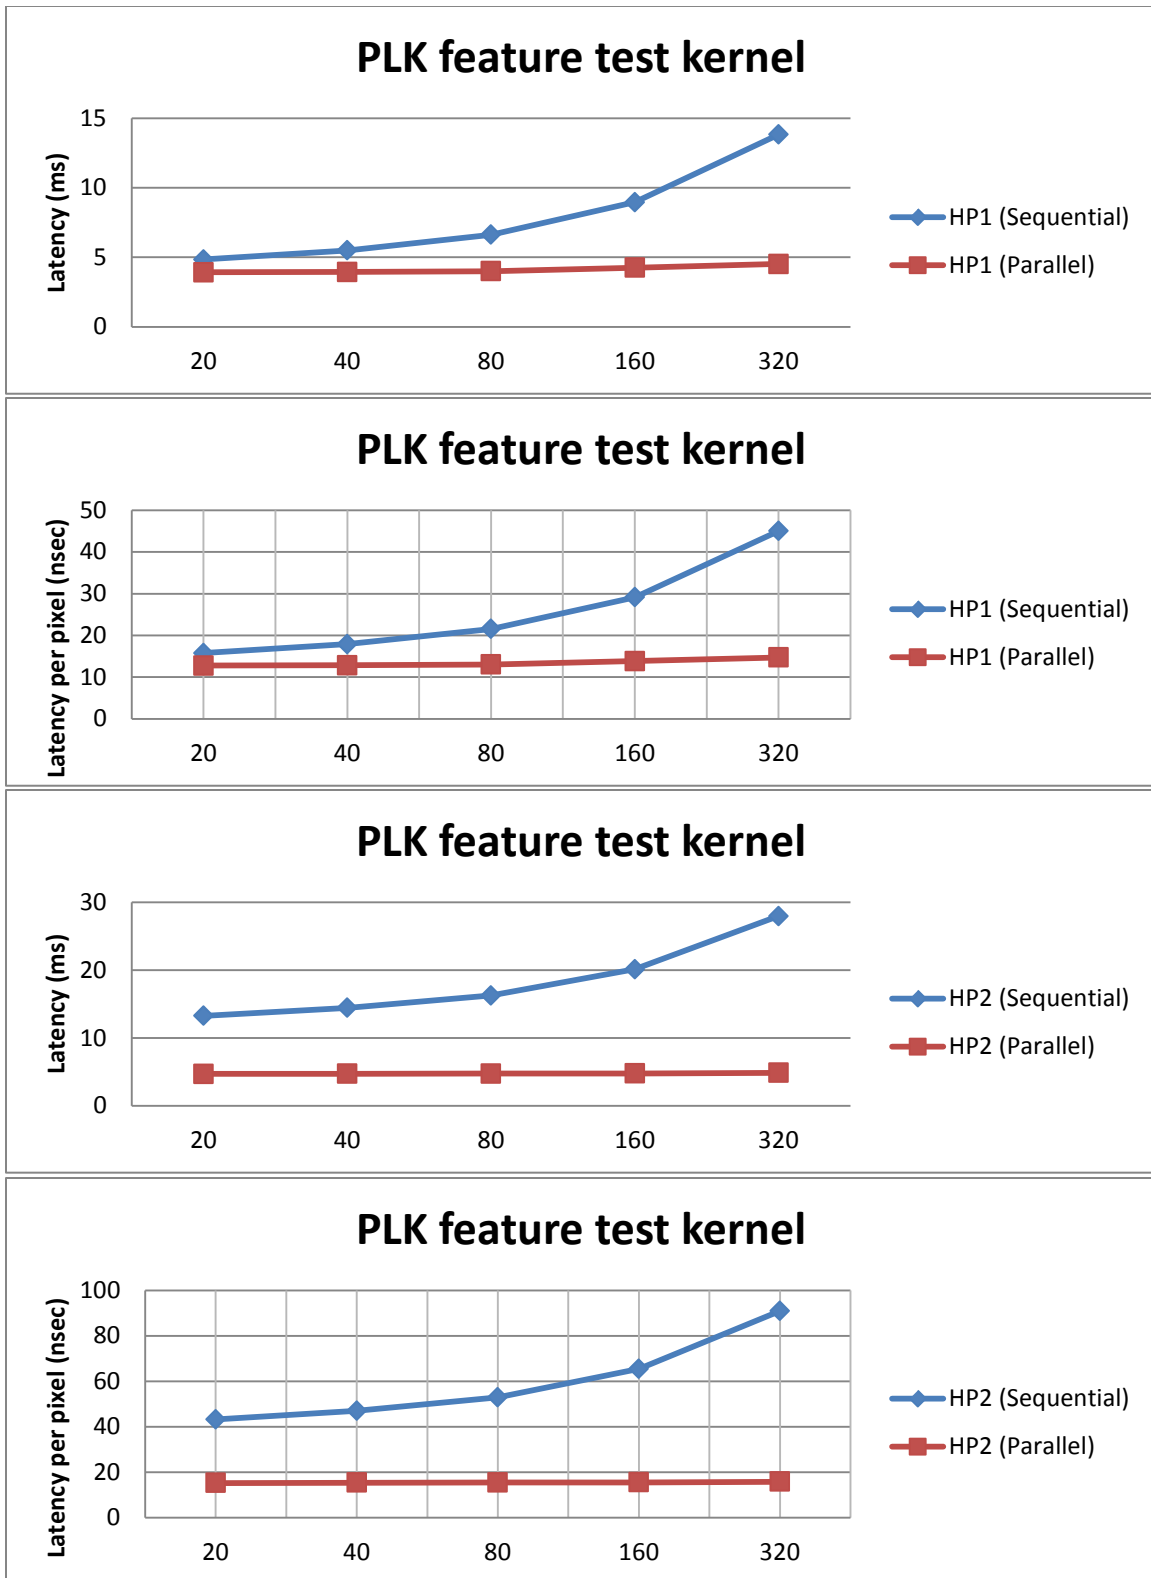 PLK feature test kernel
Latency (ms)
15
10
5
0
20 40 80 160 320
HP1 (Sequential)
HP1 (Parallel)
PLK feature test kernel
Latency per pixel (nsec)
50
40
30
20
10
0
20 40 80 160 320
HP1 (Sequential)
HP1 (Parallel)
PLK feature test kernel
Latency (ms)
30
20
10
0
20 40 80 160 320
HP2 (Sequential)
HP2 (Parallel)
PLK feature test kernel
Latency per pixel (nsec)
100
80
60
40
20
0
20 40 80 160 320
HP2 (Sequential)
HP2 (Parallel)